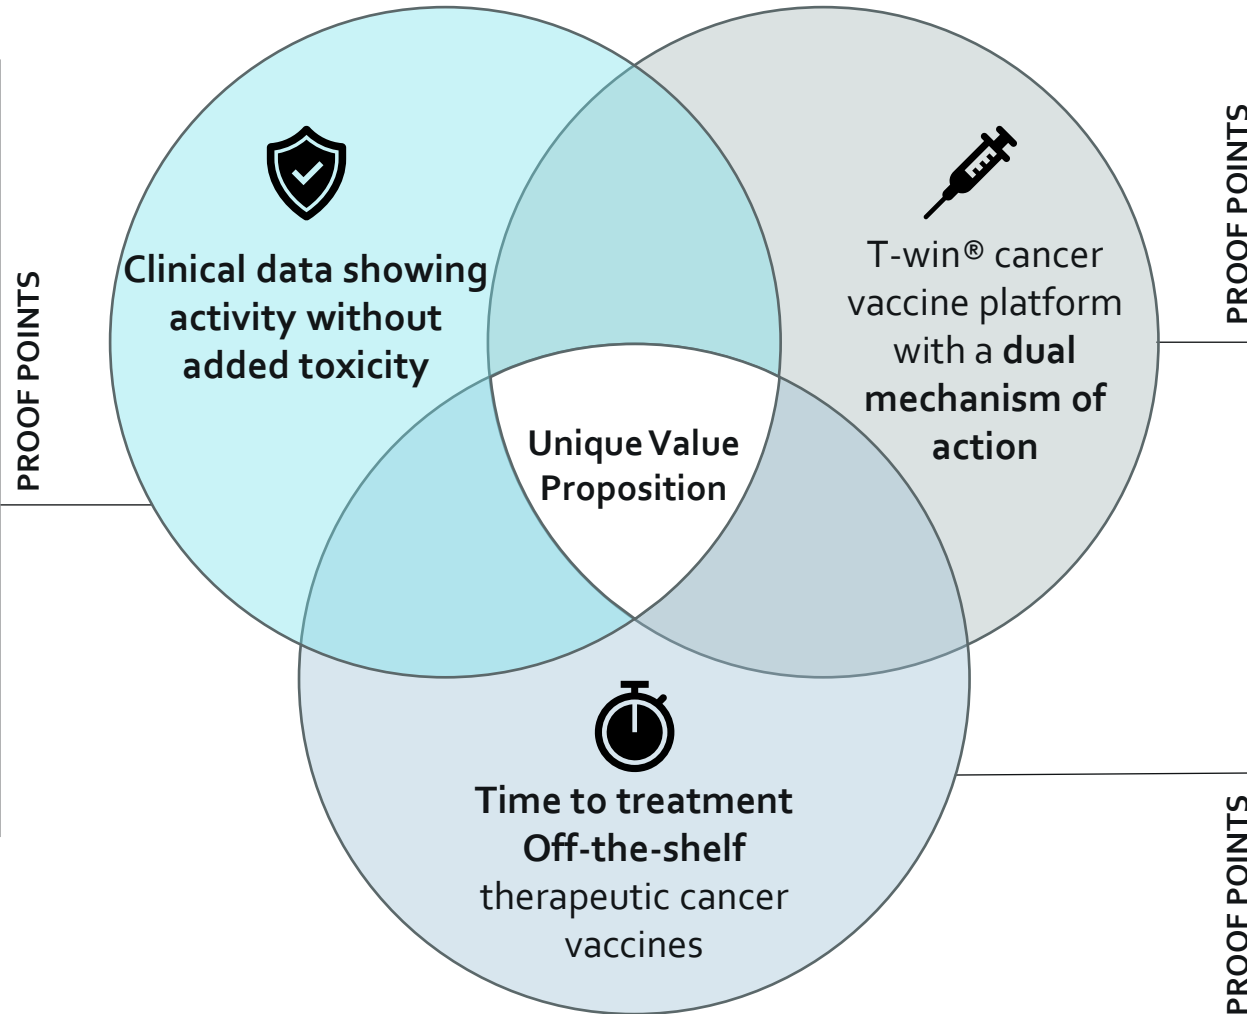 PROOF POINTS
Clinical data showing
activity without
added toxicity
T-win® cancer
vaccine platform
with a dual
mechanism of
action
PROOF POINTS
Unique Value
Proposition
Time to treatment
Off-the-shelf
therapeutic cancer
vaccines
PROOF POINTS